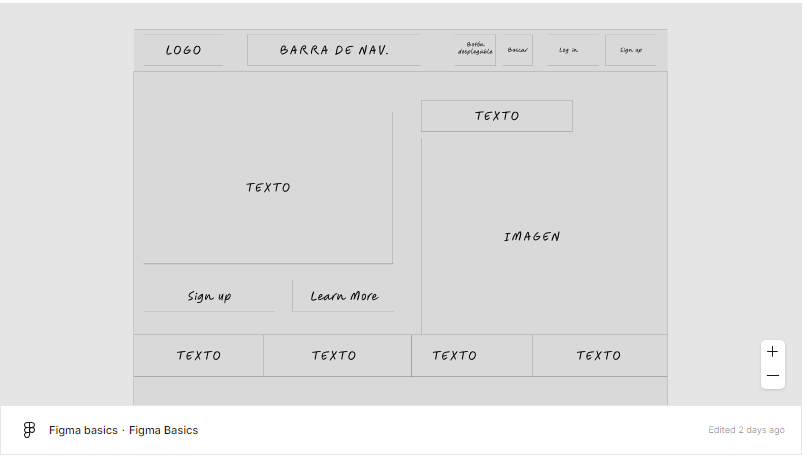 LOGO
BARRA DE NAV.
Botón
desplegable
Buscar
Log in
Sign up
TEXTO
TEXTO
IMAGEN
Sign up
Learn More
TEXTO
TEXTO
TEXTO
TEXTO
Figma basics · Figma Basics
Edited 2 days ago